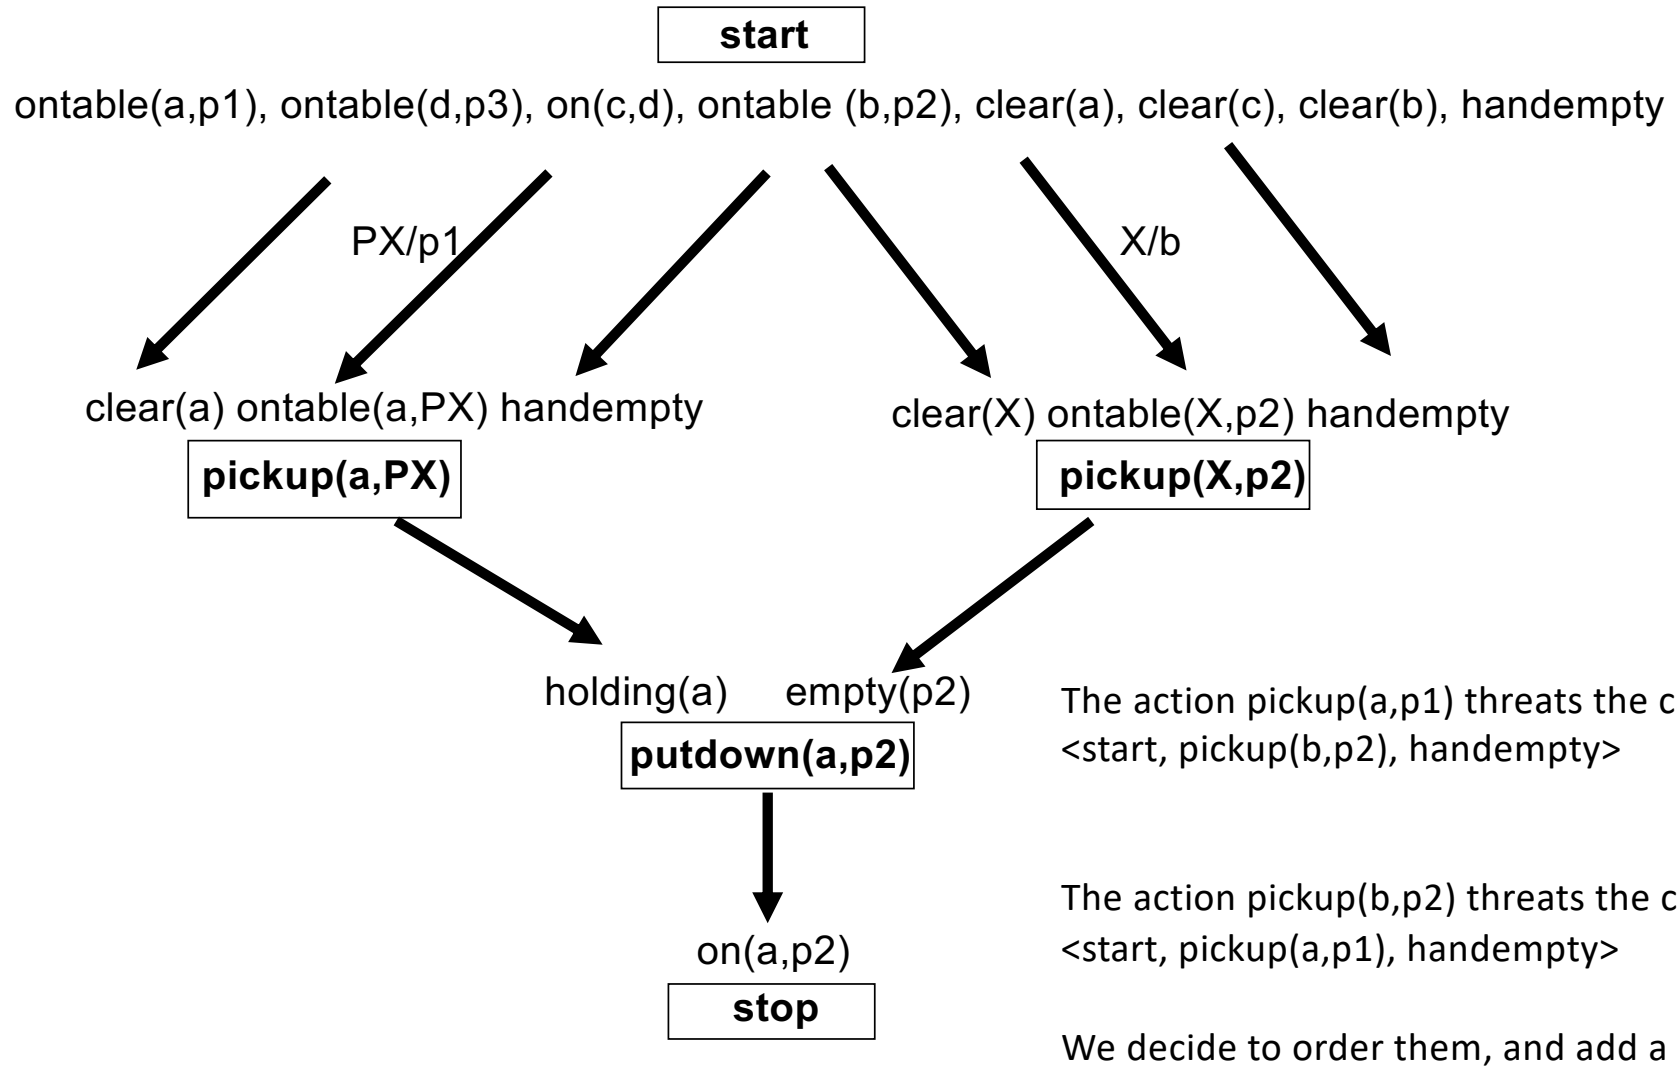 start
ontable(a,p1), ontable(d,p3), on(c,d), ontable (b,p2), clear(a), clear(c), clear(b), handempty
PX/p1
X/b
clear(a) ontable(a,PX) handempty
clear(X) ontable(X,p2) handempty
pickup(a,PX)
pickup(X,p2)
holding(a) empty(p2)
putdown(a,p2)
The action pickup(a,p1) threats the c
<start, pickup(b,p2), handempty>
The action pickup(b,p2) threats the c
<start, pickup(a,p1), handempty>
on(a,p2)
stop
We decide to order them, and add a